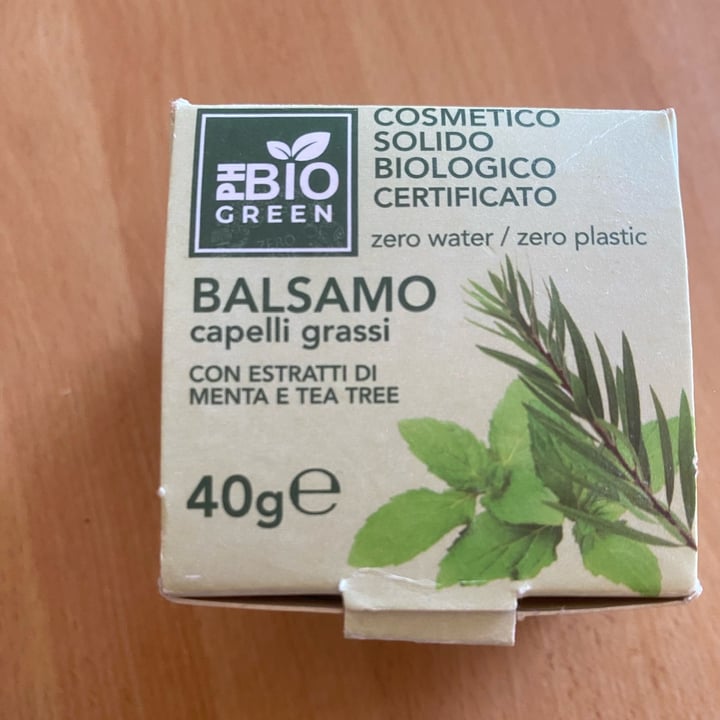 PH BIO
GREEN
COSMETICO
SOLIDO
BIOLOGICO
CERTIFICATO
zero water / zero plastic
BALSAMO
capelli grassi
CON ESTRATTI DI
MENTA E TEA TREE
40g℮
ZERO